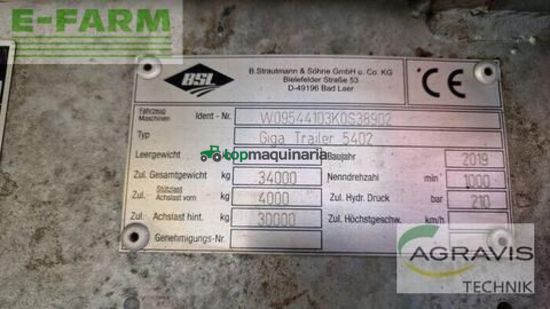 E-FARM
BSL
B.Strautmann & Söhne GmbH u. Co. KG
Bielefelder Straße 53
D-49196 Bad Laer
CE
Fahrzeug
Maschinen
Ident - Nr. W09544103K0S38902
Typ Giga Trailer 5402
Leergewicht kg Baujahr 2019
topmaquinaria
Zul. Gesamtgewicht kg 34000 Nenndrehzahl min 1000
Zul. Stützlast
Achslast vorn kg 4000 Zul. Hydr. Druck bar 210
Zul. Achslast hint. kg 30000 Zul. Höchstgeschw. km/h
Genehmigungs-Nr.
AGRAVIS
TECHNIK